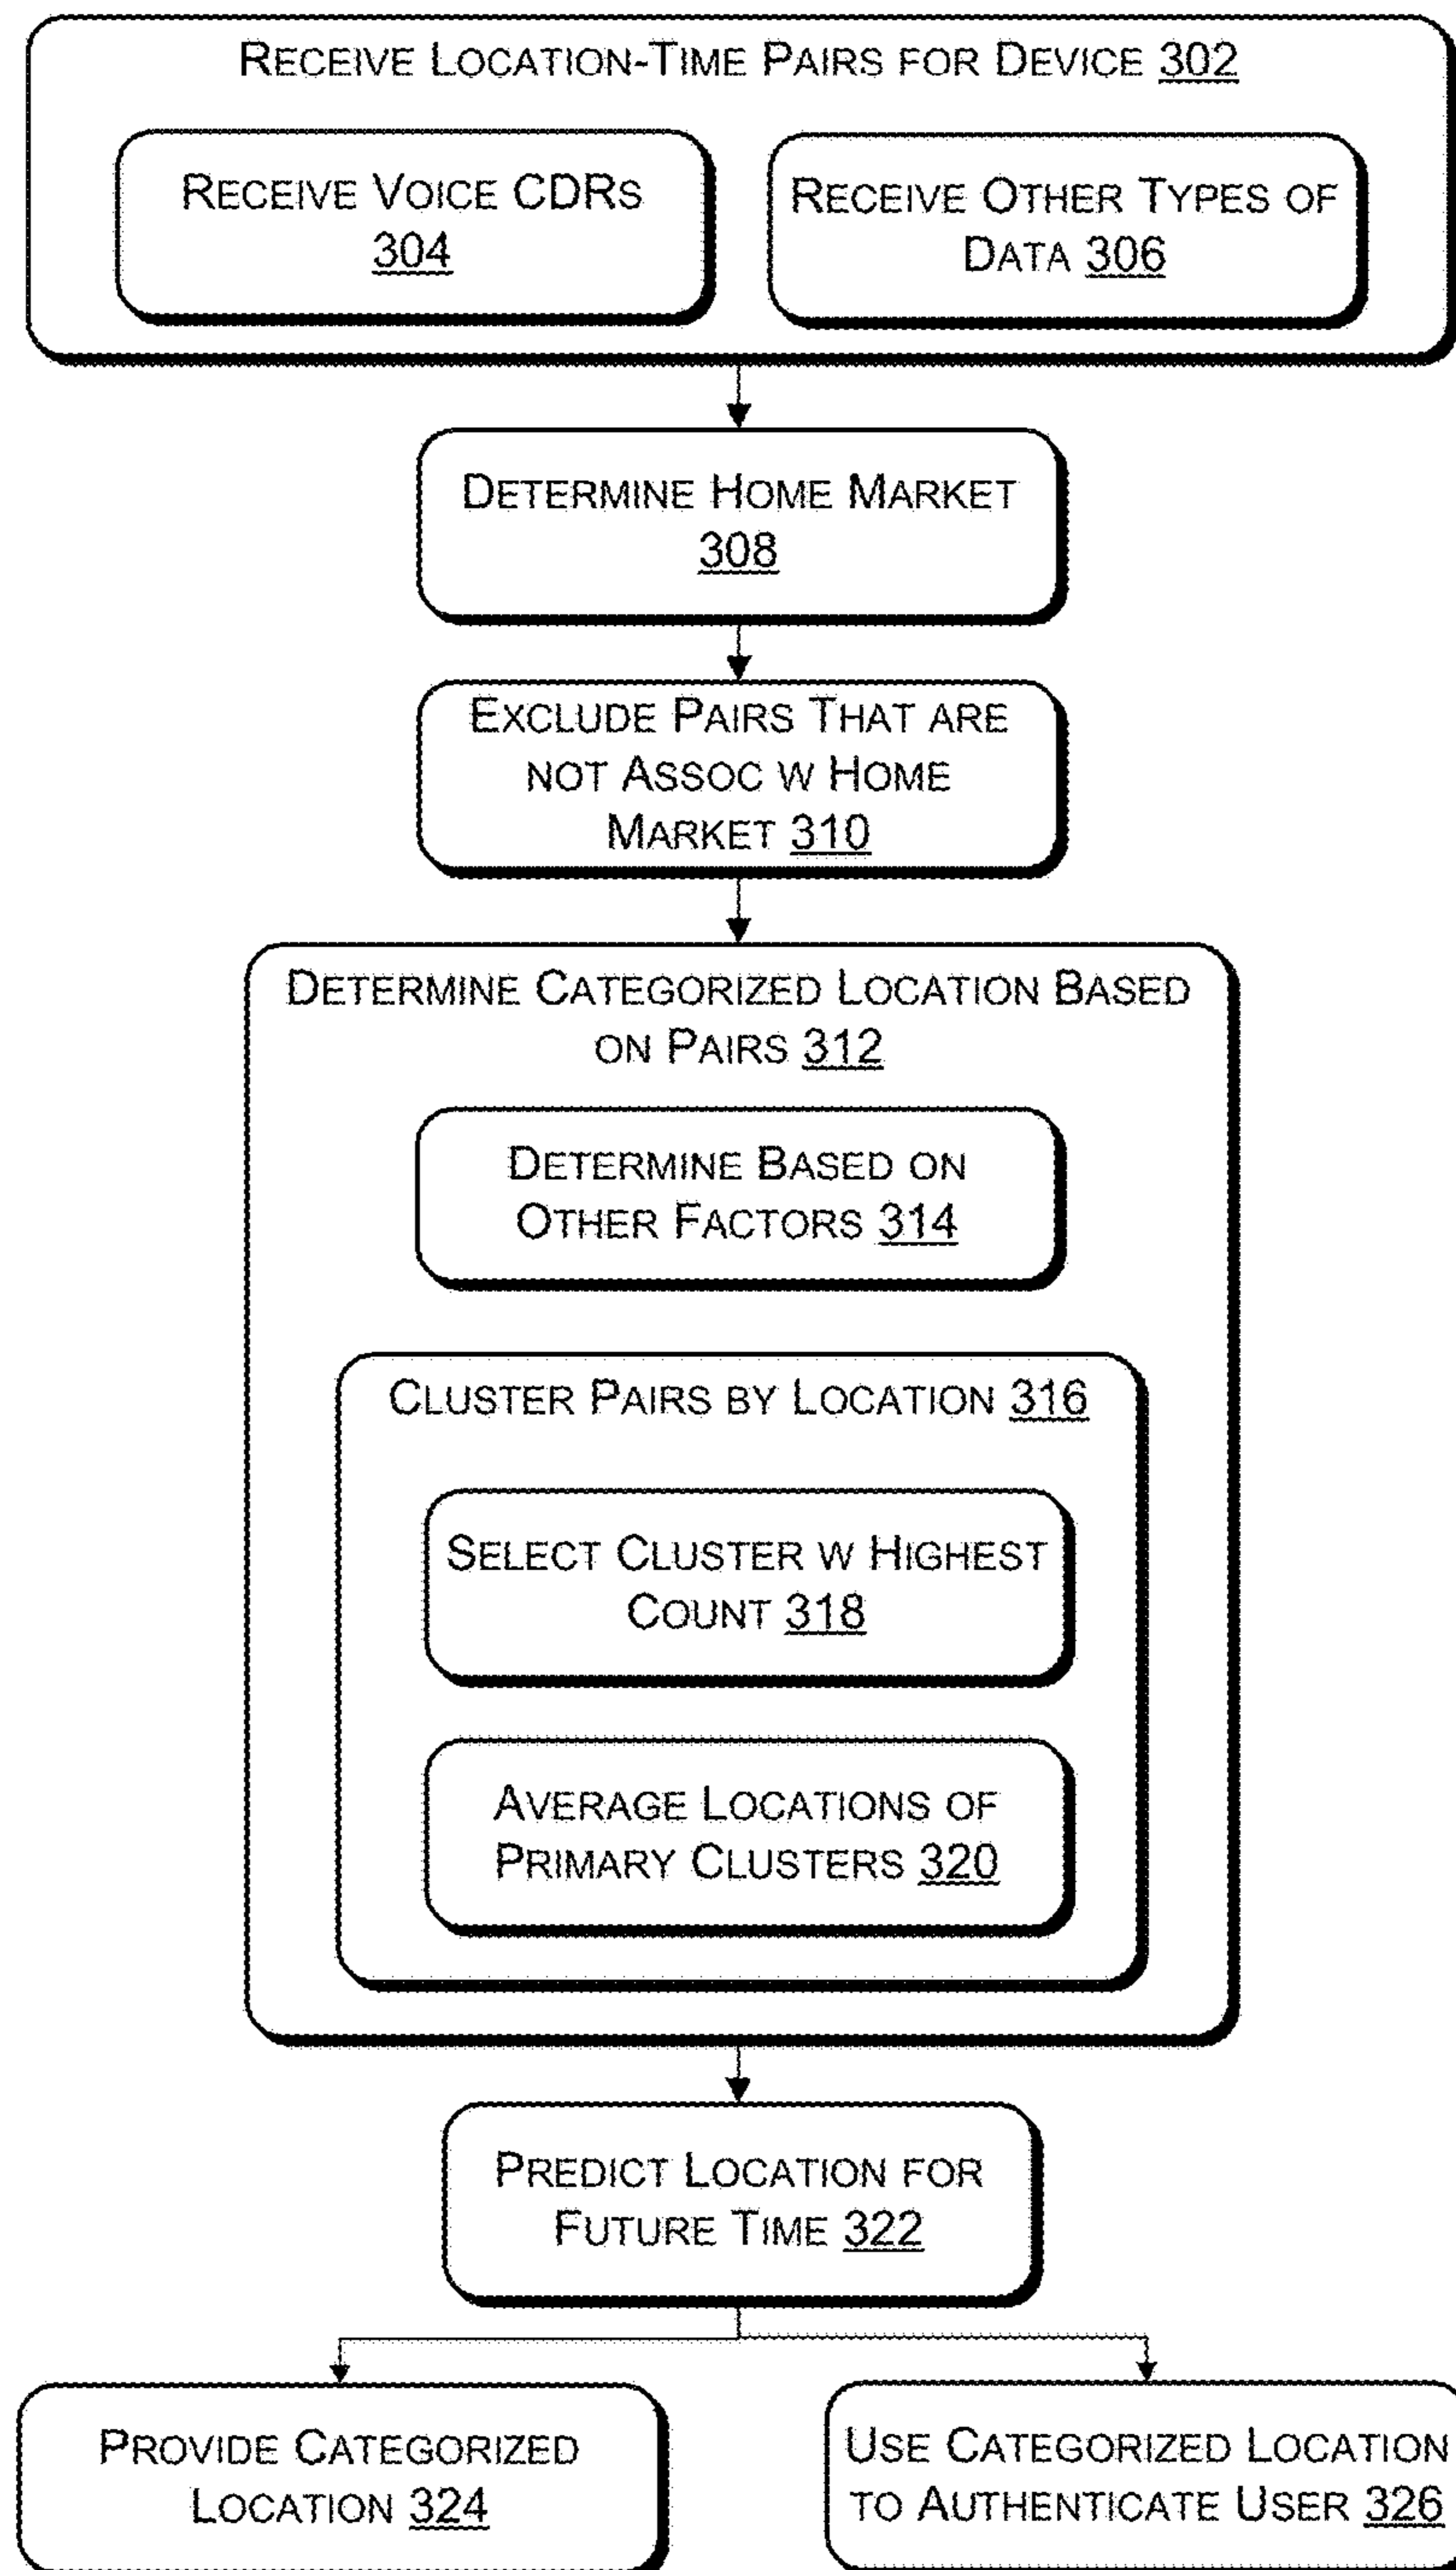 RECEIVE LOCATION-TIME PAIRS FOR DEVICE 302
RECEIVE VOICE CDRS
304
RECEIVE OTHER TYPES OF
DATA 306
DETERMINE HOME MARKET
308
EXCLUDE PAIRS THAT ARE
NOT ASSOC W HOME
MARKET 310
DETERMINE CATEGORIZED LOCATION BASED
ON PAIRS 312
DETERMINE BASED ON
OTHER FACTORS 314
CLUSTER PAIRS BY LOCATION 316
SELECT CLUSTER W HIGHEST
COUNT 318
AVERAGE LOCATIONS OF
PRIMARY CLUSTERS 320
PREDICT LOCATION FOR
FUTURE TIME 322
PROVIDE CATEGORIZED
LOCATION 324
USE CATEGORIZED LOCATION
TO AUTHENTICATE USER 326